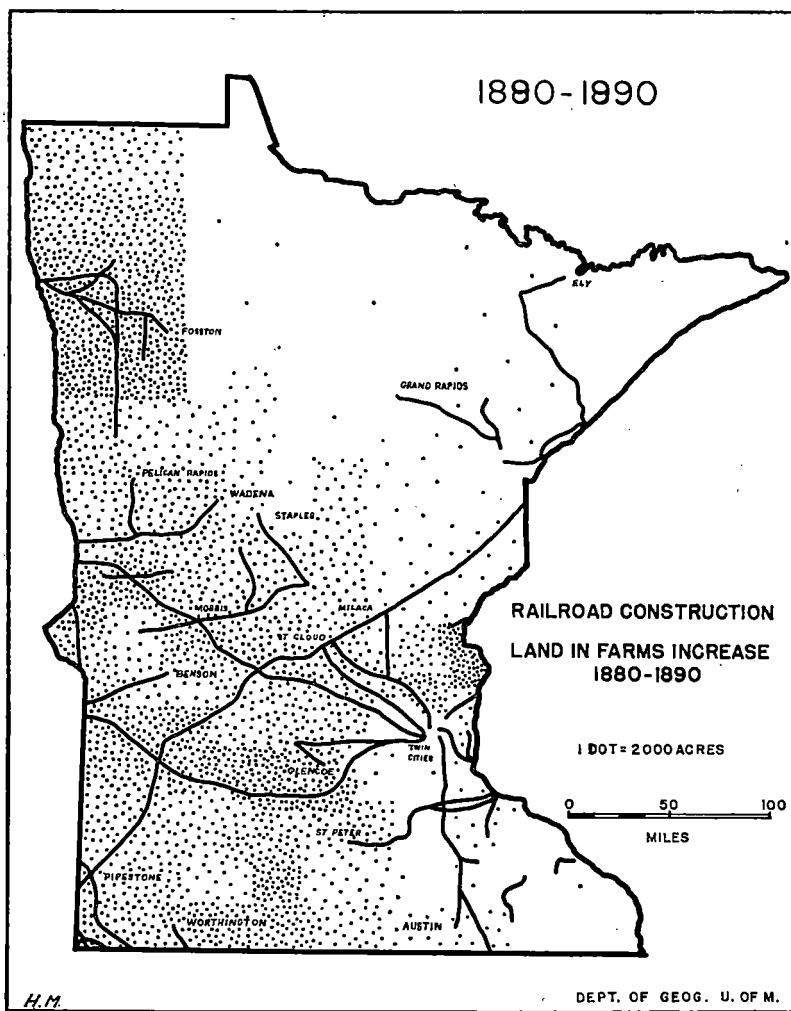 1880-1890
ELY
FOSSTON
GRAND RAPIDS
PELICAN RAPIDS
WADENA
STAPLES
MORRIS
MILACA
ST CLOUD
RAILROAD CONSTRUCTION
LAND IN FARMS INCREASE
1880-1890
BENSON
TWIN
CITIES
1 DOT = 2000 ACRES
GLENCOE
0 50 100
MILES
ST PETER
PIPESTONE
WORTHINGTON
AUSTIN
H.M.
DEPT. OF GEOG. U. OF M.